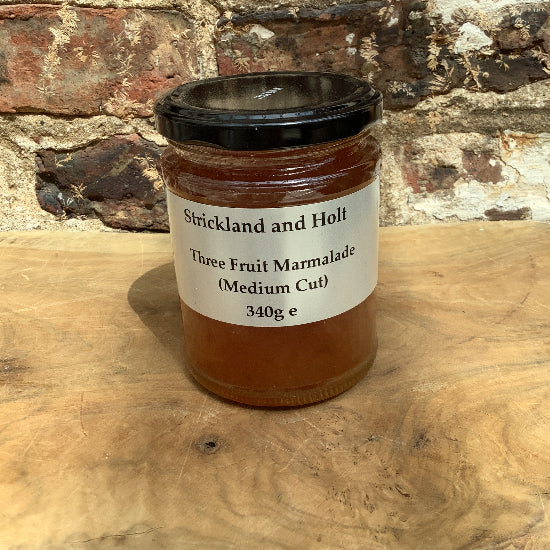 Strickland and Holt
Three Fruit Marmalade
(Medium Cut)
340g e